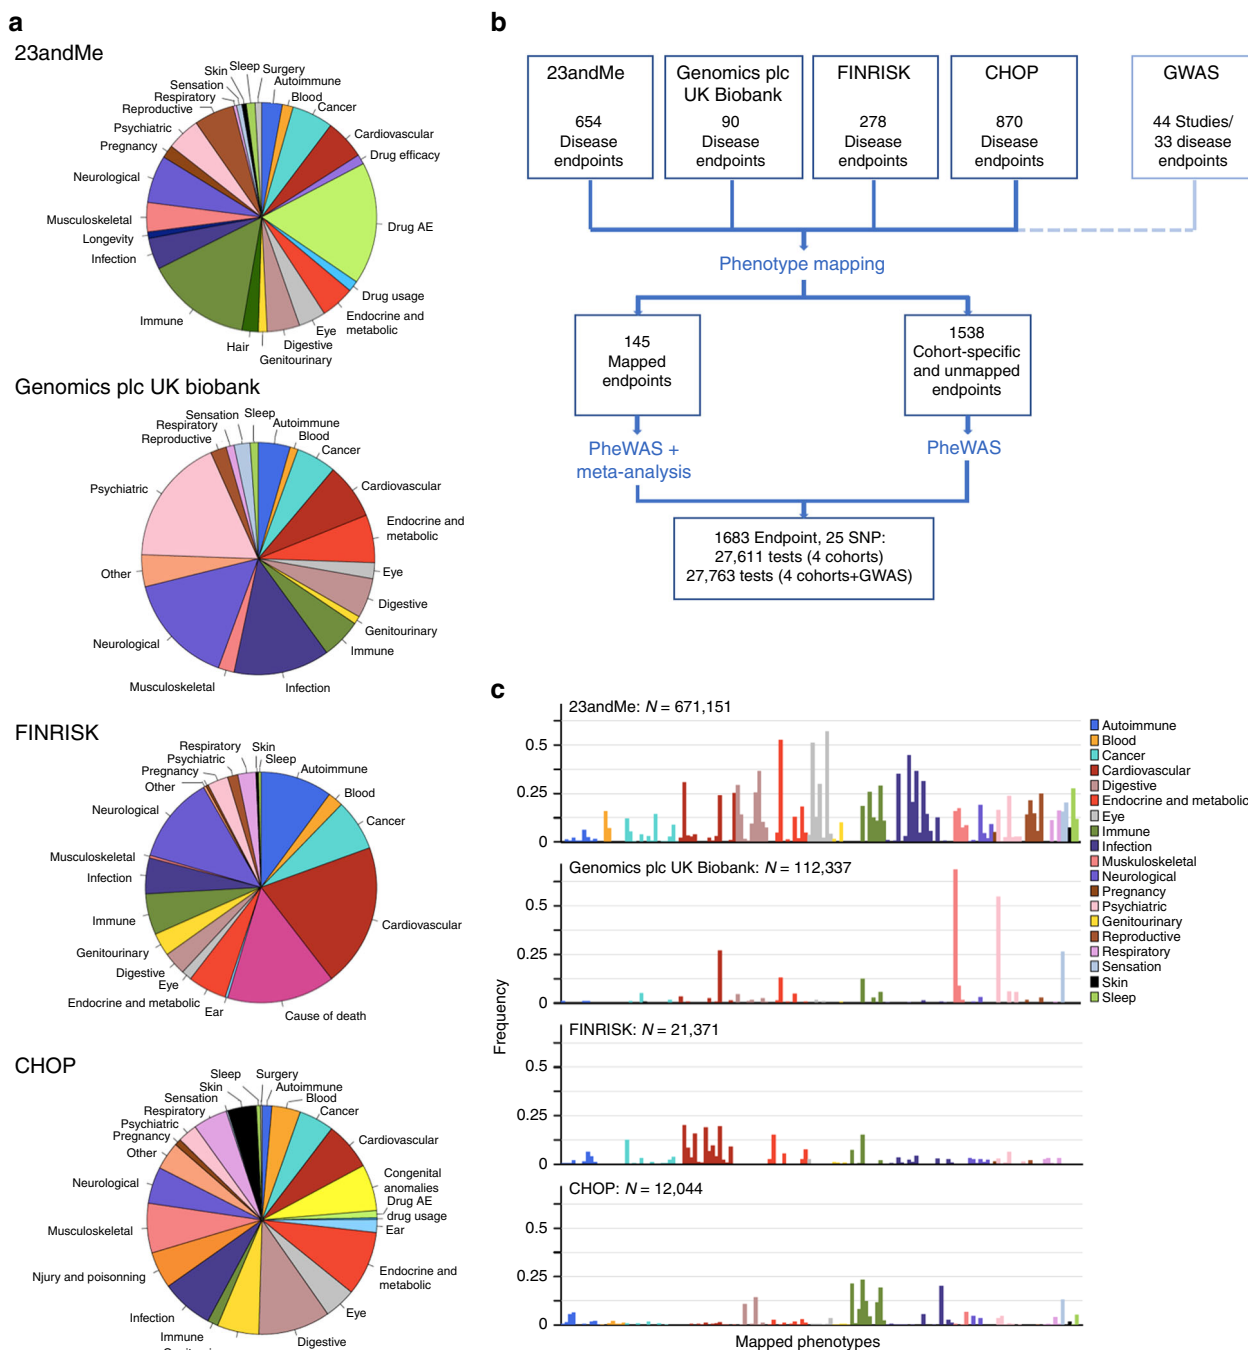 a
23andMe
Skin
Sleep
Surgery
Sensation
Autoimmune
Respiratory
Blood
Reproductive
Cancer
Psychiatric
Cardiovascular
Pregnancy
Drug efficacy
Neurological
Musculoskeletal
Drug AE
Longevity
Infection
Drug usage
Immune
Endocrine and
metabolic
Eye
Hair
Digestive
Genitourinary
Genomics plc UK biobank
Sensation
Sleep
Respiratory
Autoimmune
Reproductive
Blood
Cancer
Psychiatric
Cardiovascular
Endocrine and
metabolic
Other
Eye
Digestive
Neurological
Genitourinary
Immune
Musculoskeletal
Infection
FINRISK
Respiratory
Skin
Psychiatric
Sleep
Pregnancy
Autoimmune
Other
Blood
Neurological
Cancer
Musculoskeletal
Infection
Immune
Cardiovascular
Genitourinary
Digestive
Eye
Endocrine and metabolic
Ear
Cause of death
CHOP
Sleep
Surgery
Skin
Autoimmune
Sensation
Blood
Respiratory
Cancer
Psychiatric
Pregnancy
Cardiovascular
Other
Congenital
anomalies
Neurological
Drug AE
drug usage
Musculoskeletal
Ear
Njury and poisonning
Endocrine and
metabolic
Infection
Eye
Immune
Digestive
b
23andMe
654
Disease
endpoints
Genomics plc
UK Biobank
90
Disease
endpoints
FINRISK
278
Disease
endpoints
CHOP
870
Disease
endpoints
GWAS
44 Studies/
33 disease
endpoints
Phenotype mapping
145
Mapped
endpoints
1538
Cohort-specific
and unmapped
endpoints
PheWAS +
meta-analysis
PheWAS
1683 Endpoint, 25 SNP:
27,611 tests (4 cohorts)
27,763 tests (4 cohorts+GWAS)
c
23andMe: N = 671,151
0.5
0.25
0
Genomics plc UK Biobank: N = 112,337
0.5
0.25
0
FINRISK: N = 21,371
0.5
0.25
0
CHOP: N = 12,044
0.5
0.25
0
Frequency
Mapped phenotypes
Autoimmune
Blood
Cancer
Cardiovascular
Digestive
Endocrine and metabolic
Eye
Immune
Infection
Muskuloskeletal
Neurological
Pregnancy
Psychiatric
Genitourinary
Reproductive
Respiratory
Sensation
Skin
Sleep